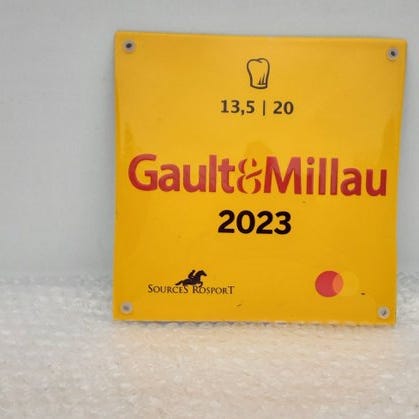 13,5 | 20
Gault&Millau
2023
SOURCES ROSPORT